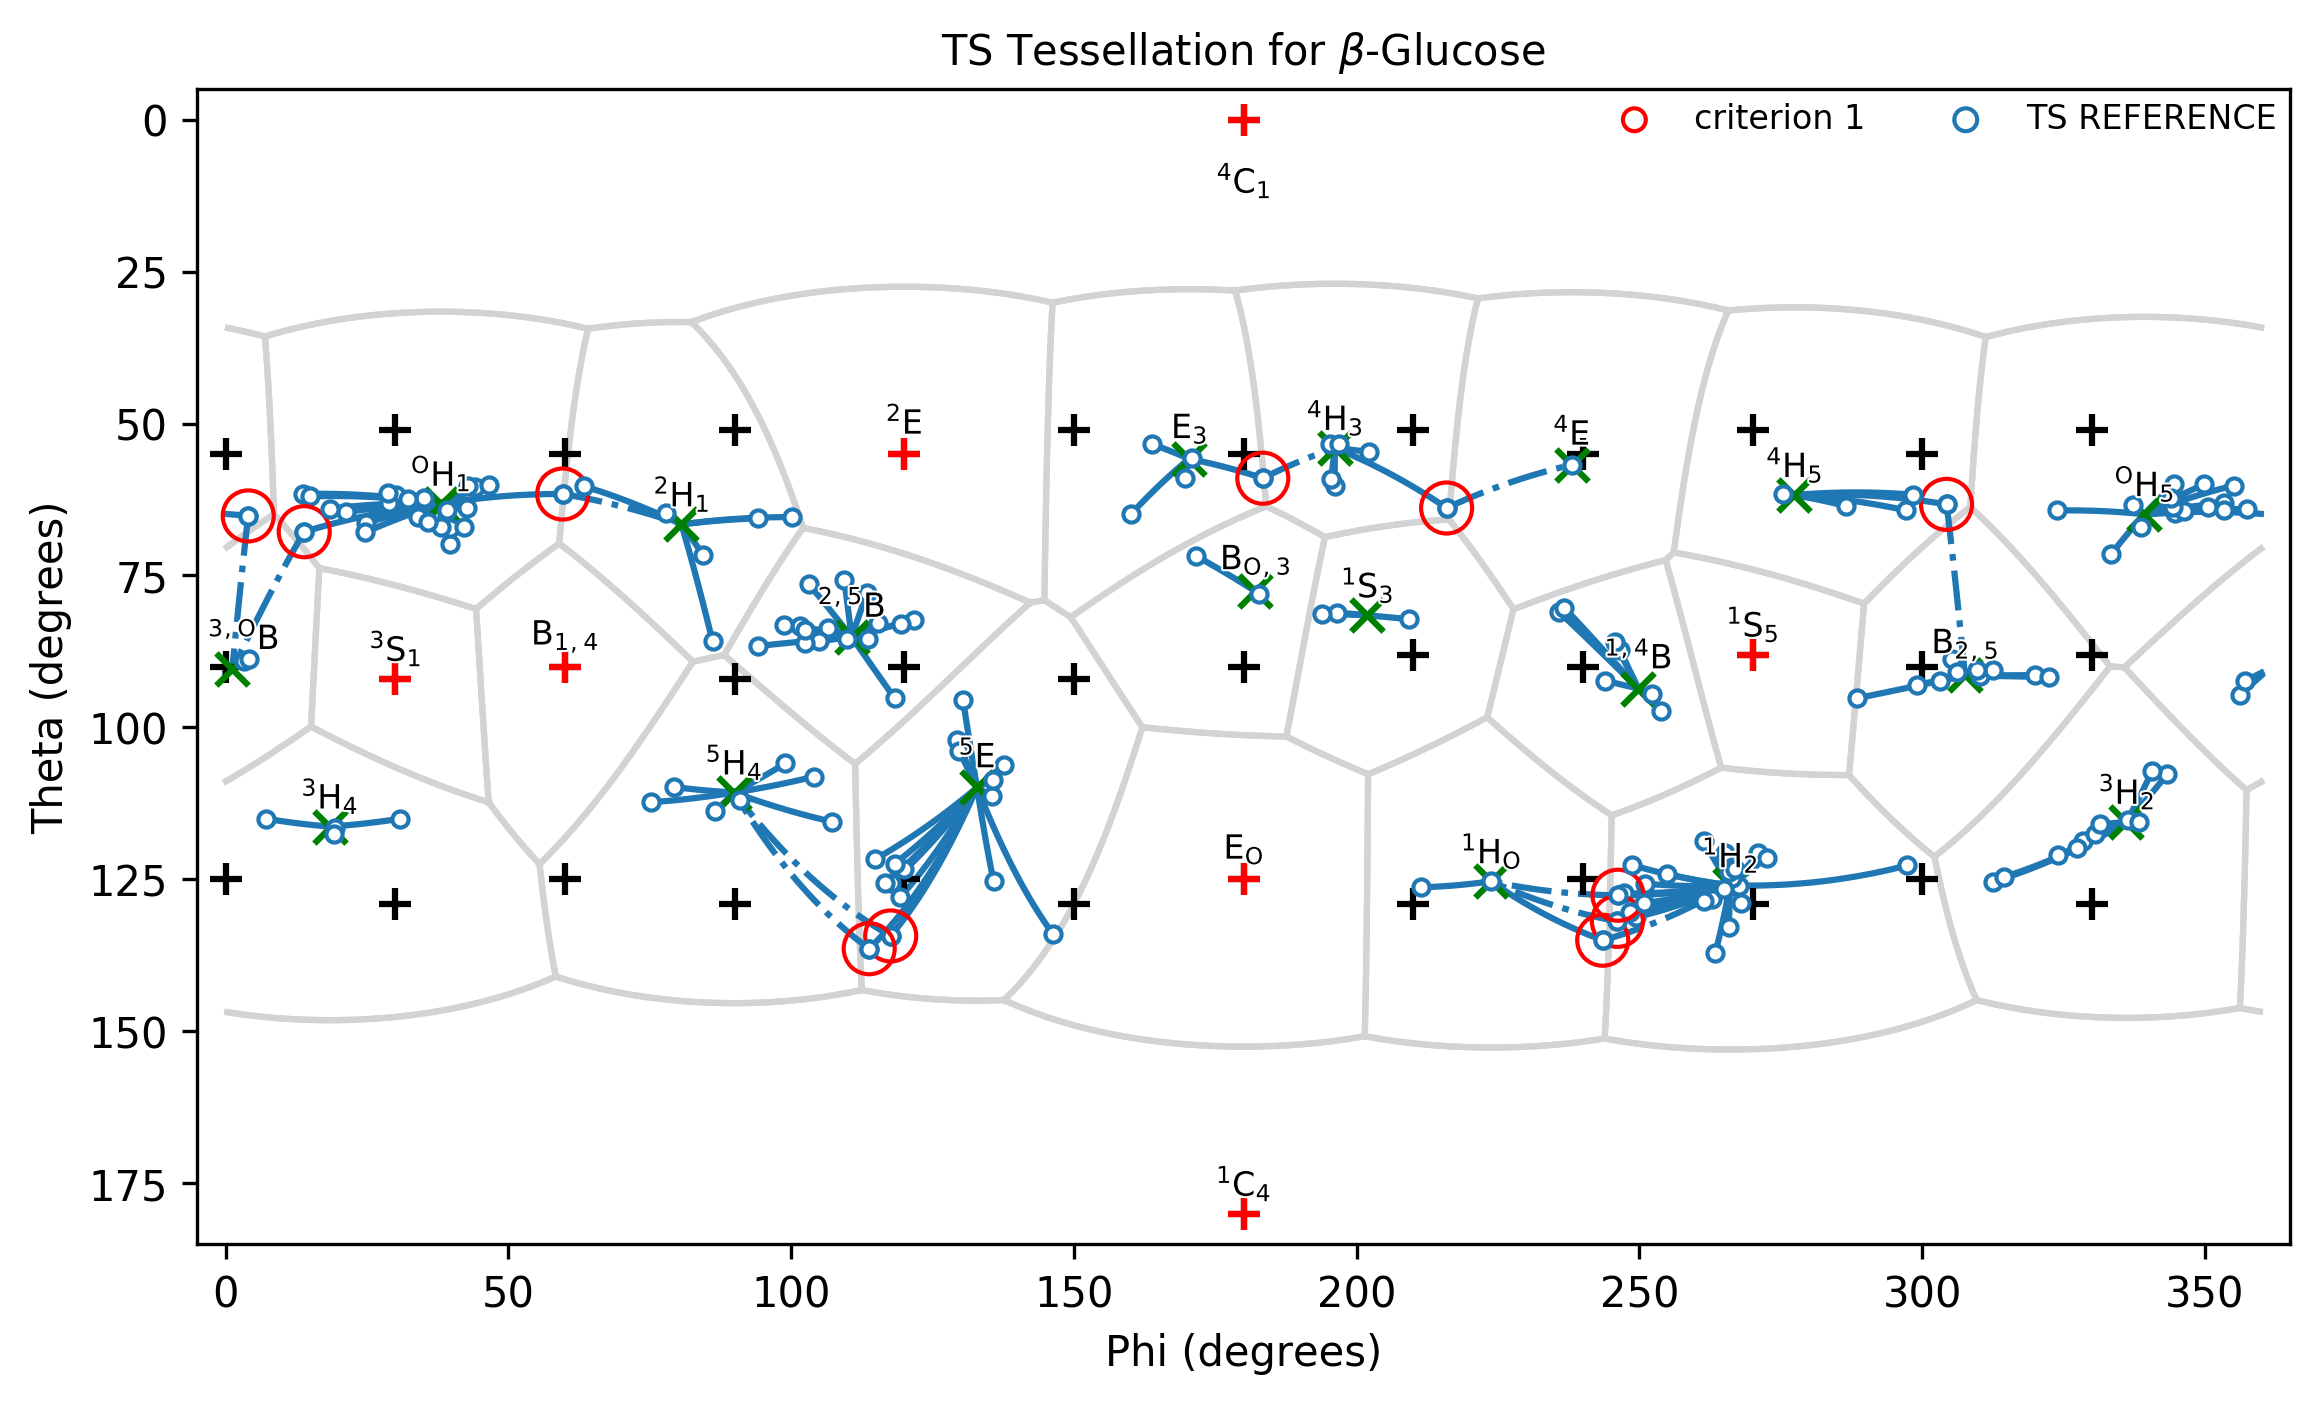 TS Tessellation for β-Glucose
criterion 1
TS REFERENCE
⁴C₁
²E
E₃
⁴H₃
⁴E
⁴H₅
ᴼH₅
ᴼH₁
²H₁
B_O,3
¹S₃
²,⁵B
³,ᴼB
³S₁
B₁,₄
¹,⁴B
¹S₅
B₂,₅
⁵H₄
⁵E
³H₄
³H₂
E_O
¹H_O
¹H₂
¹C₄
0
25
50
75
100
125
150
175
Theta (degrees)
0 50 100 150 200 250 300 350
Phi (degrees)